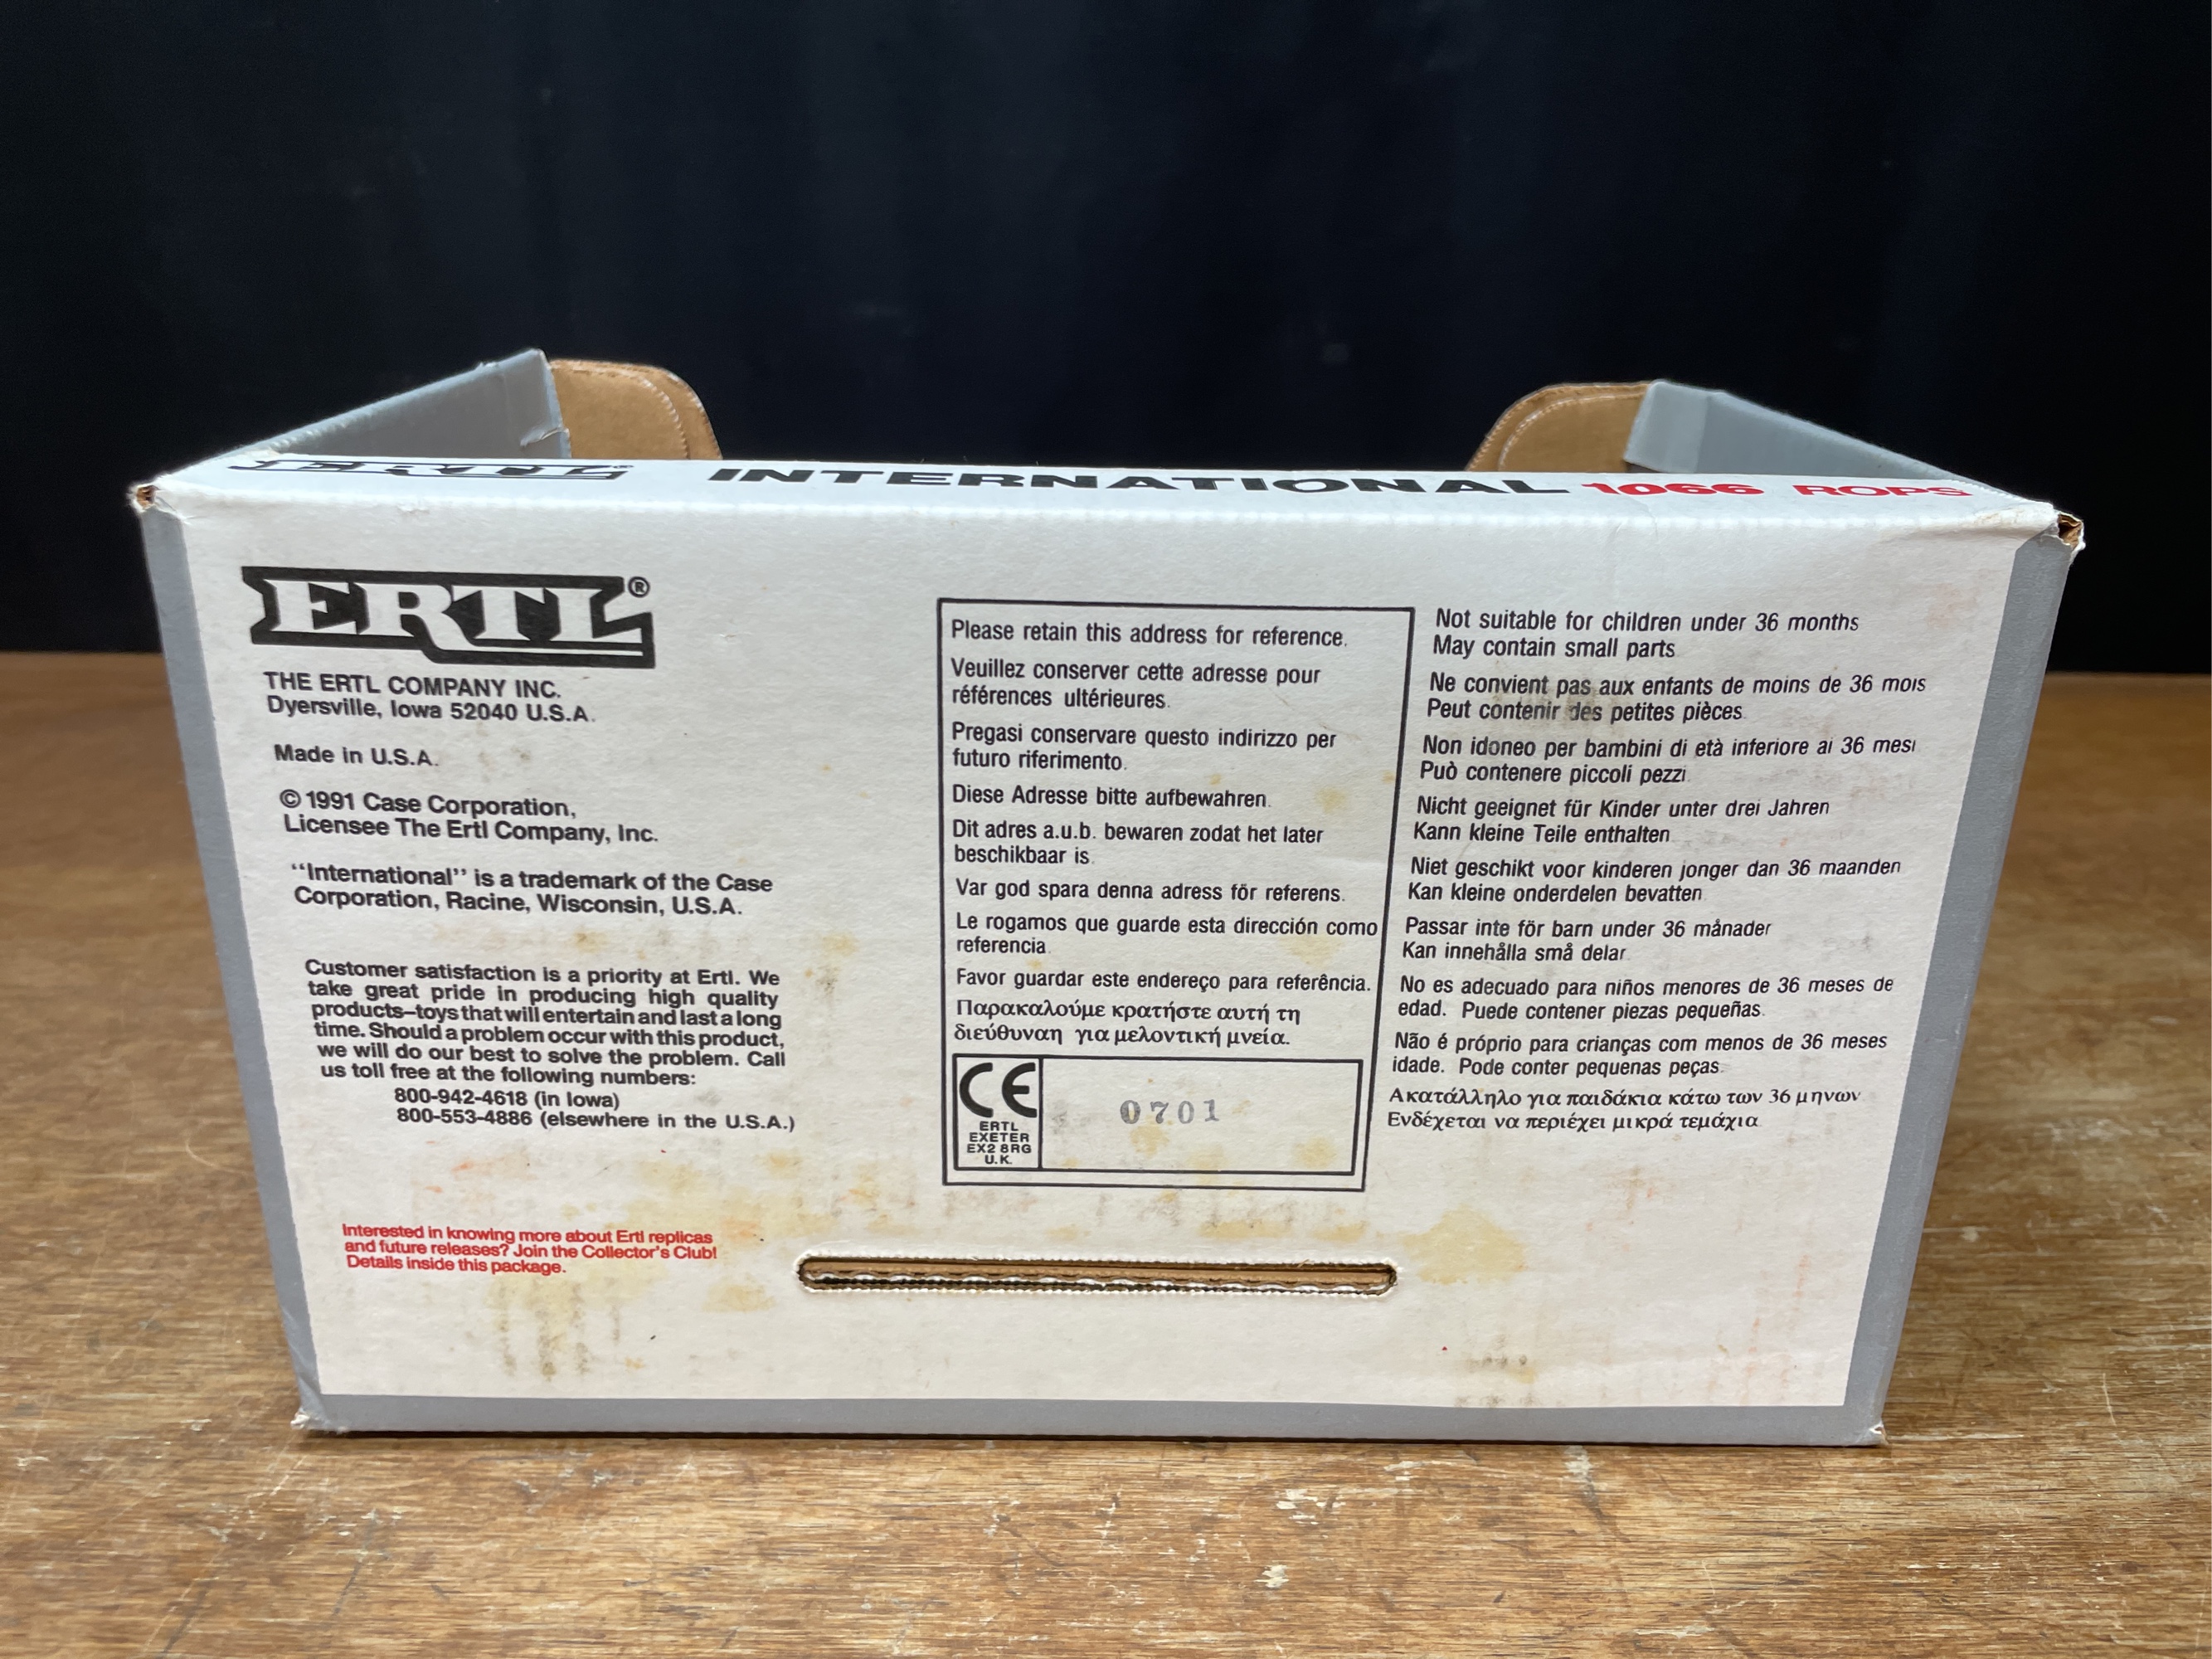 ERTL® INTERNATIONAL 1066 ROPS
ERTL®
THE ERTL COMPANY INC.
Dyersville, Iowa 52040 U.S.A.
Made in U.S.A.
© 1991 Case Corporation,
Licensee The Ertl Company, Inc.
“International” is a trademark of the Case
Corporation, Racine, Wisconsin, U.S.A.
Customer satisfaction is a priority at Ertl. We
take great pride in producing high quality
products–toys that will entertain and last a long
time. Should a problem occur with this product,
we will do our best to solve the problem. Call
us toll free at the following numbers:
800-942-4618 (in Iowa)
800-553-4886 (elsewhere in the U.S.A.)
Interested in knowing more about Ertl replicas
and future releases? Join the Collector's Club!
Details inside this package.
Please retain this address for reference.
Veuillez conserver cette adresse pour
références ultérieures.
Pregasi conservare questo indirizzo per
futuro riferimento.
Diese Adresse bitte aufbewahren.
Dit adres a.u.b. bewaren zodat het later
beschikbaar is.
Var god spara denna adress för referens.
Le rogamos que guarde esta dirección como
referencia.
Favor guardar este endereço para referência.
Παρακαλούμε κρατήστε αυτή τη
διεύθυναη για μελοντική μνεία.
CE
ERTL
EXETER
EX2 8RG
U.K.
0701
Not suitable for children under 36 months
May contain small parts.
Ne convient pas aux enfants de moins de 36 mois
Peut contenir des petites pièces.
Non idoneo per bambini di età inferiore ai 36 mesi
Può contenere piccoli pezzi.
Nicht geeignet für Kinder unter drei Jahren
Kann kleine Teile enthalten.
Niet geschikt voor kinderen jonger dan 36 maanden
Kan kleine onderdelen bevatten.
Passar inte för barn under 36 månader
Kan innehålla små delar.
No es adecuado para niños menores de 36 meses de
edad. Puede contener piezas pequeñas.
Não é próprio para crianças com menos de 36 meses
idade. Pode conter pequenas peças.
Ακατάλληλο για παιδάκια κάτω των 36 μηνων
Ενδέχεται να περιέχει μικρά τεμάχια.